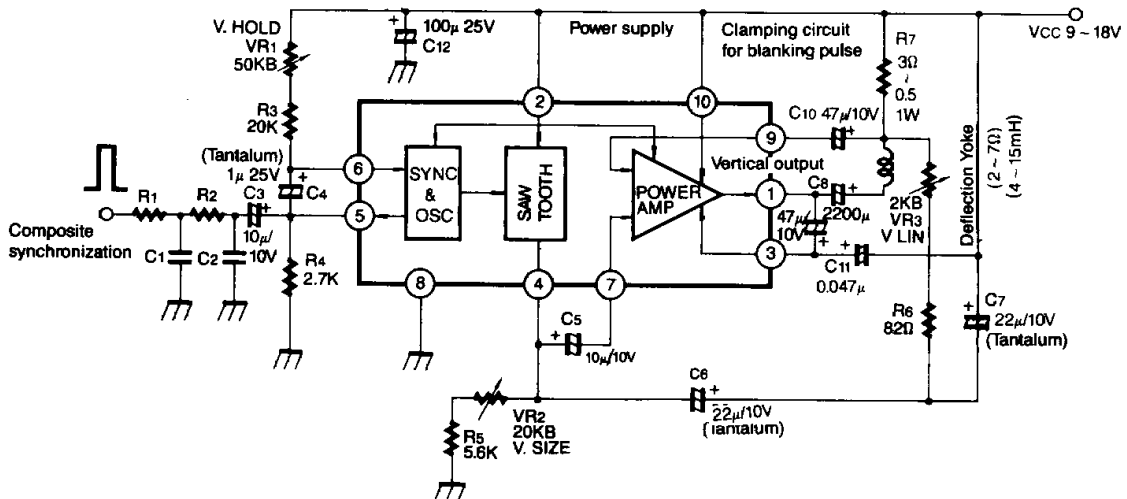 100μ 25V
C12
Power supply
Clamping circuit
for blanking pulse
VCC 9 ~ 18V
V. HOLD
VR1
50KB
R7
3Ω
~
0.5
1W
R3
20K
2
10
C10 47μ/10V
9
(Tantalum)
1μ 25V
C4
6
SYNC
&
OSC
SAW
TOOTH
POWER
AMP
Vertical output
1
C8
2200μ
2KB
VR3
V LIN
Deflection Yoke
(2 ~ 7Ω)
(4 ~ 15mH)
R1
R2
C3
10μ/
10V
5
47μ/
10V
3
C11
0.047μ
Composite
synchronization
C1
C2
R4
2.7K
8
4
7
C5
10μ/10V
R6
82Ω
C7
22μ/10V
(Tantalum)
C6
22μ/10V
(Tantalum)
VR2
20KB
V. SIZE
R5
5.6K